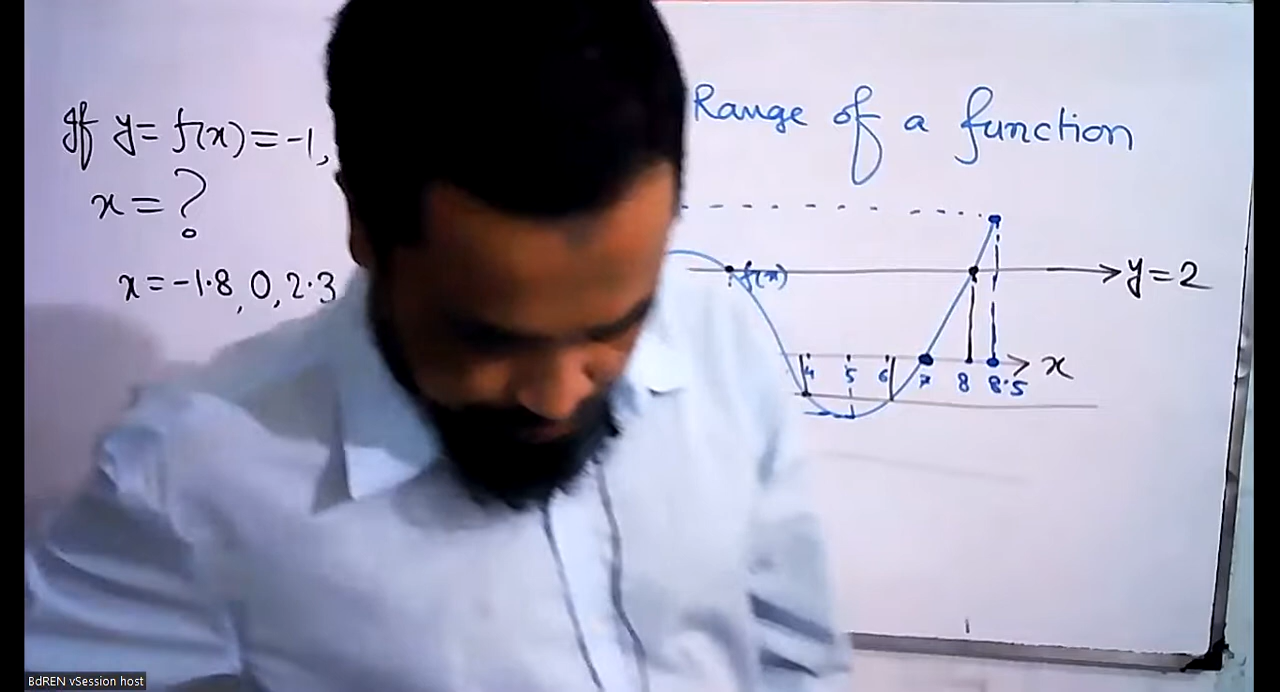 Range of a function
If y = f(x) = -1,
x = ?
x = -1.8, 0, 2.3
f(x)
y = 2
4 5 6 7 8 8.5
x
BdREN vSession host